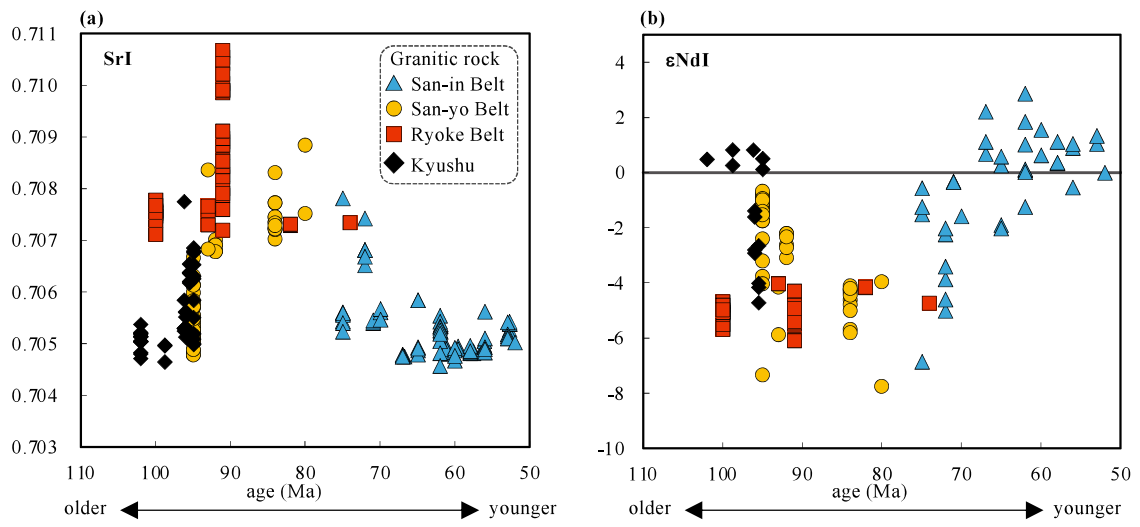 (a)
SrI
0.711
0.710
0.709
0.708
0.707
0.706
0.705
0.704
0.703
Granitic rock
San-in Belt
San-yo Belt
Ryoke Belt
Kyushu
110 100 90 80 70 60 50
age (Ma)
older younger
(b)
εNdI
4
2
0
-2
-4
-6
-8
-10
110 100 90 80 70 60 50
age (Ma)
older younger